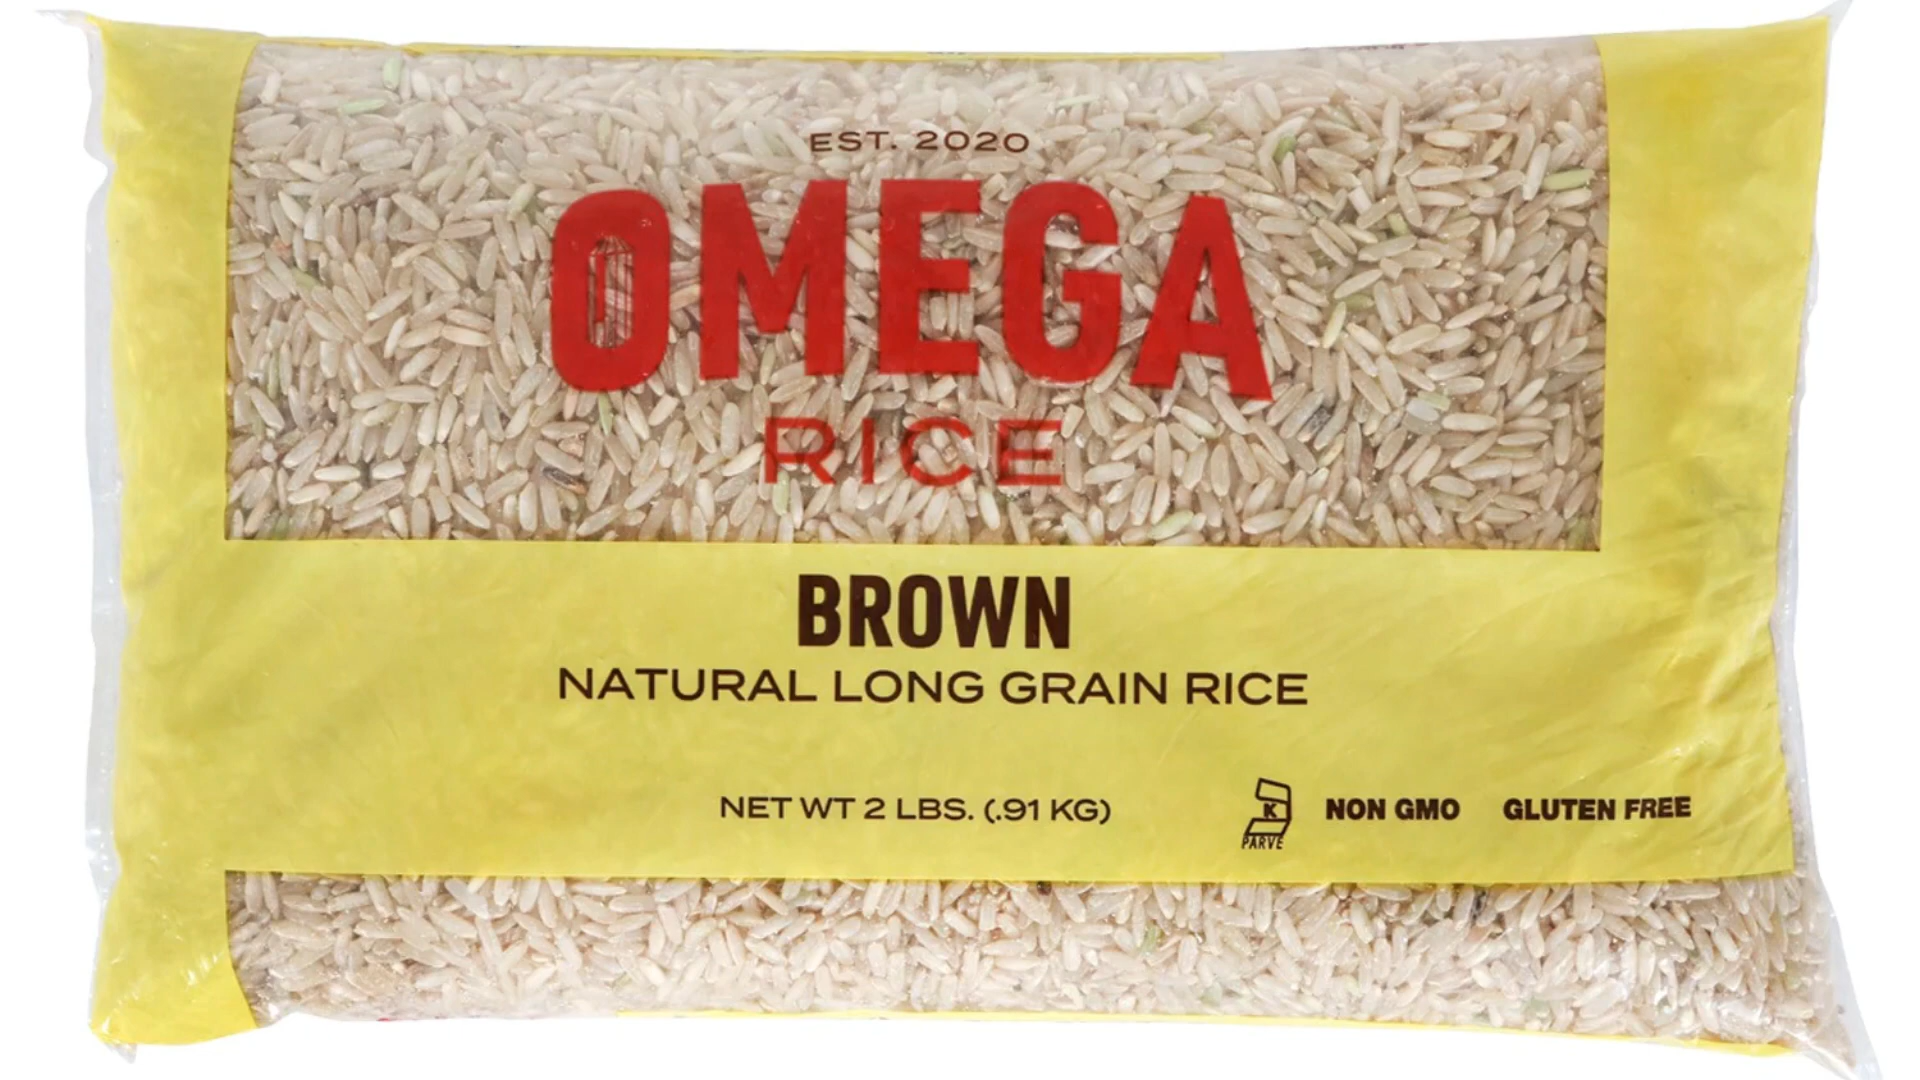 EST. 2020
OMEGA
RICE
BROWN
NATURAL LONG GRAIN RICE
NET WT 2 LBS. (.91 KG)
K
PARVE
NON GMO
GLUTEN FREE